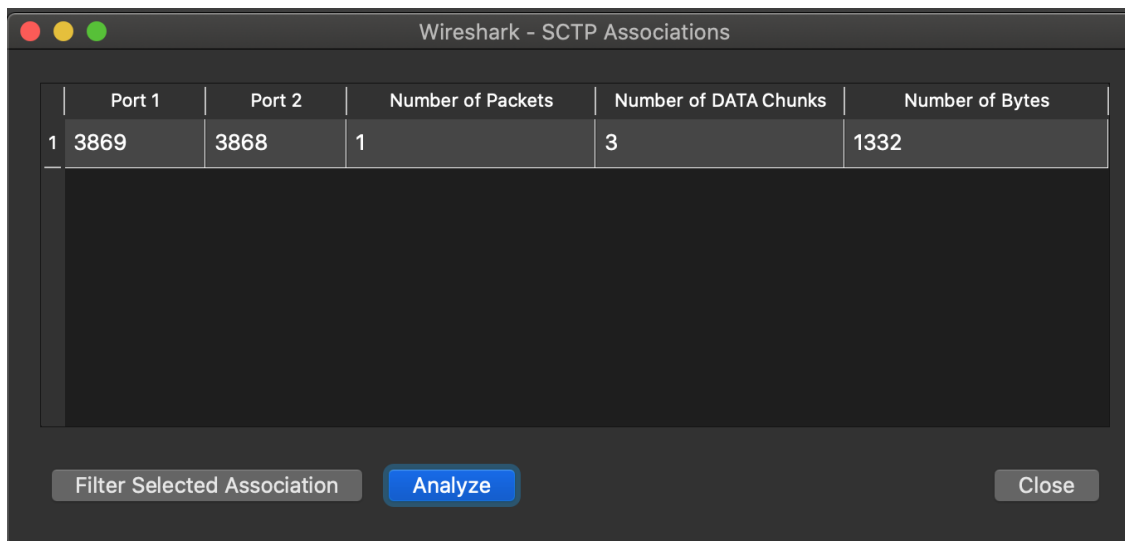 Wireshark - SCTP Associations
Port 1 Port 2 Number of Packets Number of DATA Chunks Number of Bytes
1 3869 3868 1 3 1332
Filter Selected Association Analyze Close